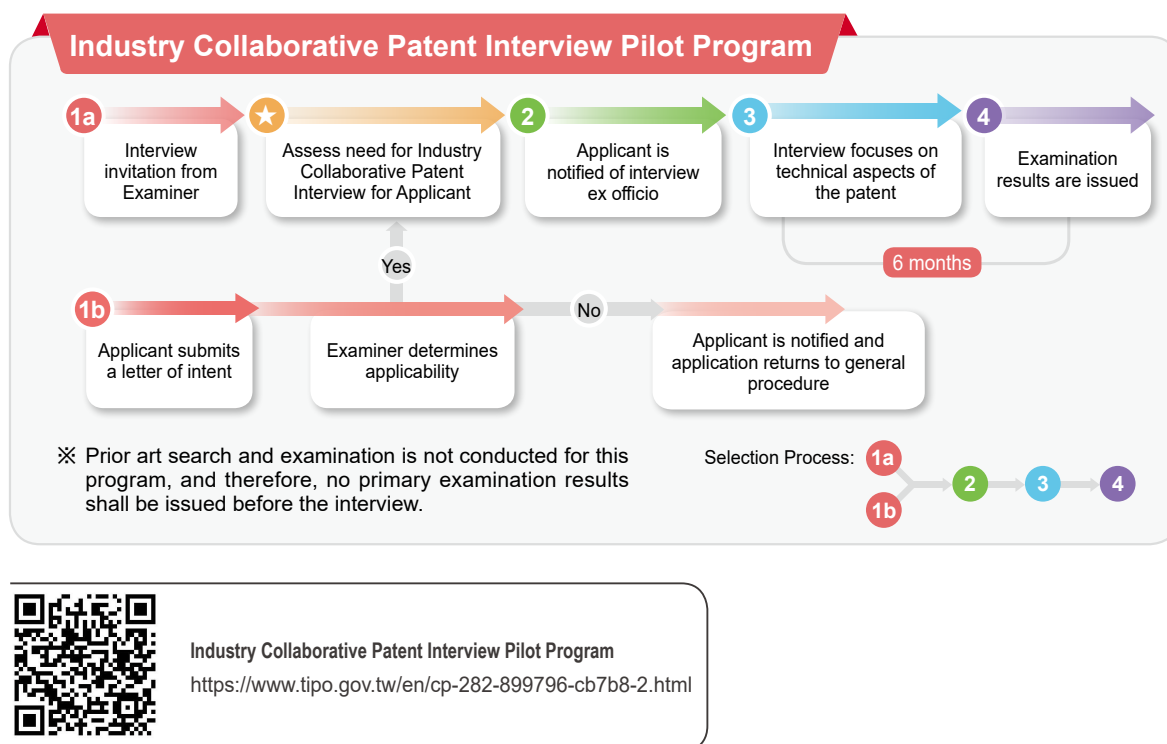 Industry Collaborative Patent Interview Pilot Program
1a
Interview
invitation from
Examiner
★
Assess need for Industry
Collaborative Patent
Interview for Applicant
2
Applicant is
notified of interview
ex officio
3
Interview focuses on
technical aspects of
the patent
4
Examination
results are issued
6 months
Yes
1b
Applicant submits
a letter of intent
Examiner determines
applicability
No
Applicant is notified and
application returns to general
procedure
※ Prior art search and examination is not conducted for this
program, and therefore, no primary examination results
shall be issued before the interview.
Selection Process:
1a
1b
2
3
4
Industry Collaborative Patent Interview Pilot Program
https://www.tipo.gov.tw/en/cp-282-899796-cb7b8-2.html